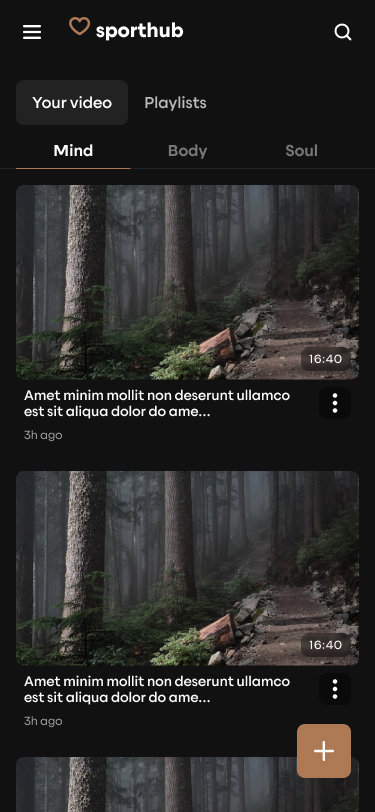 sporthub
Your video
Playlists
Mind
Body
Soul
16:40
Amet minim mollit non deserunt ullamco
est sit aliqua dolor do ame...
3h ago
16:40
Amet minim mollit non deserunt ullamco
est sit aliqua dolor do ame...
3h ago